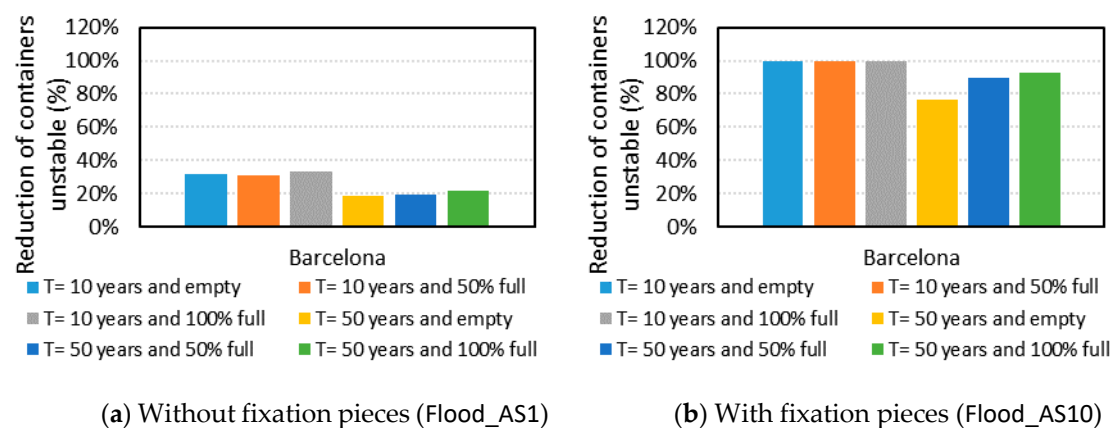 Reduction of containers
unstable (%)
120%
100%
80%
60%
40%
20%
0%
Barcelona
T= 10 years and empty
T= 10 years and 50% full
T= 10 years and 100% full
T= 50 years and empty
T= 50 years and 50% full
T= 50 years and 100% full
(a) Without fixation pieces (Flood_AS1)
Reduction of containers
unstable (%)
120%
100%
80%
60%
40%
20%
0%
Barcelona
T= 10 years and empty
T= 10 years and 50% full
T= 10 years and 100% full
T= 50 years and empty
T= 50 years and 50% full
T= 50 years and 100% full
(b) With fixation pieces (Flood_AS10)